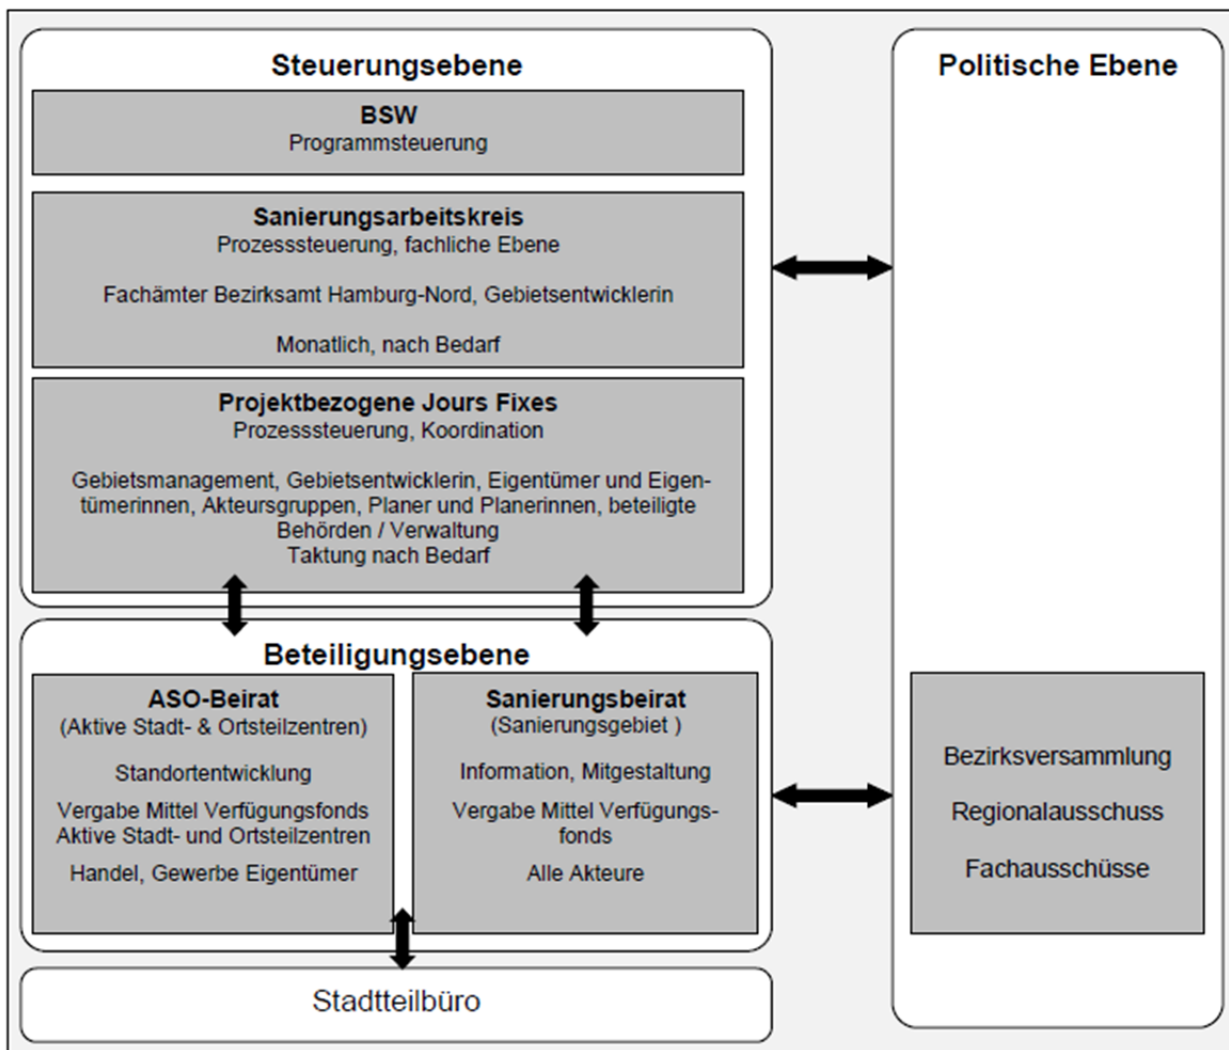 Steuerungsebene
BSW
Programmsteuerung
Sanierungsarbeitskreis
Prozesssteuerung, fachliche Ebene
Fachämter Bezirksamt Hamburg-Nord, Gebietsentwicklerin
Monatlich, nach Bedarf
Projektbezogene Jours Fixes
Prozesssteuerung, Koordination
Gebietsmanagement, Gebietsentwicklerin, Eigentümer und Eigen-
tümerinnen, Akteursgruppen, Planer und Planerinnen, beteiligte
Behörden / Verwaltung
Taktung nach Bedarf
Beteiligungsebene
ASO-Beirat
(Aktive Stadt- & Ortsteilzentren)
Standortentwicklung
Vergabe Mittel Verfügungsfonds
Aktive Stadt- und Ortsteilzentren
Handel, Gewerbe Eigentümer
Sanierungsbeirat
(Sanierungsgebiet )
Information, Mitgestaltung
Vergabe Mittel Verfügungs-
fonds
Alle Akteure
Stadtteilbüro
Politische Ebene
Bezirksversammlung
Regionalausschuss
Fachausschüsse